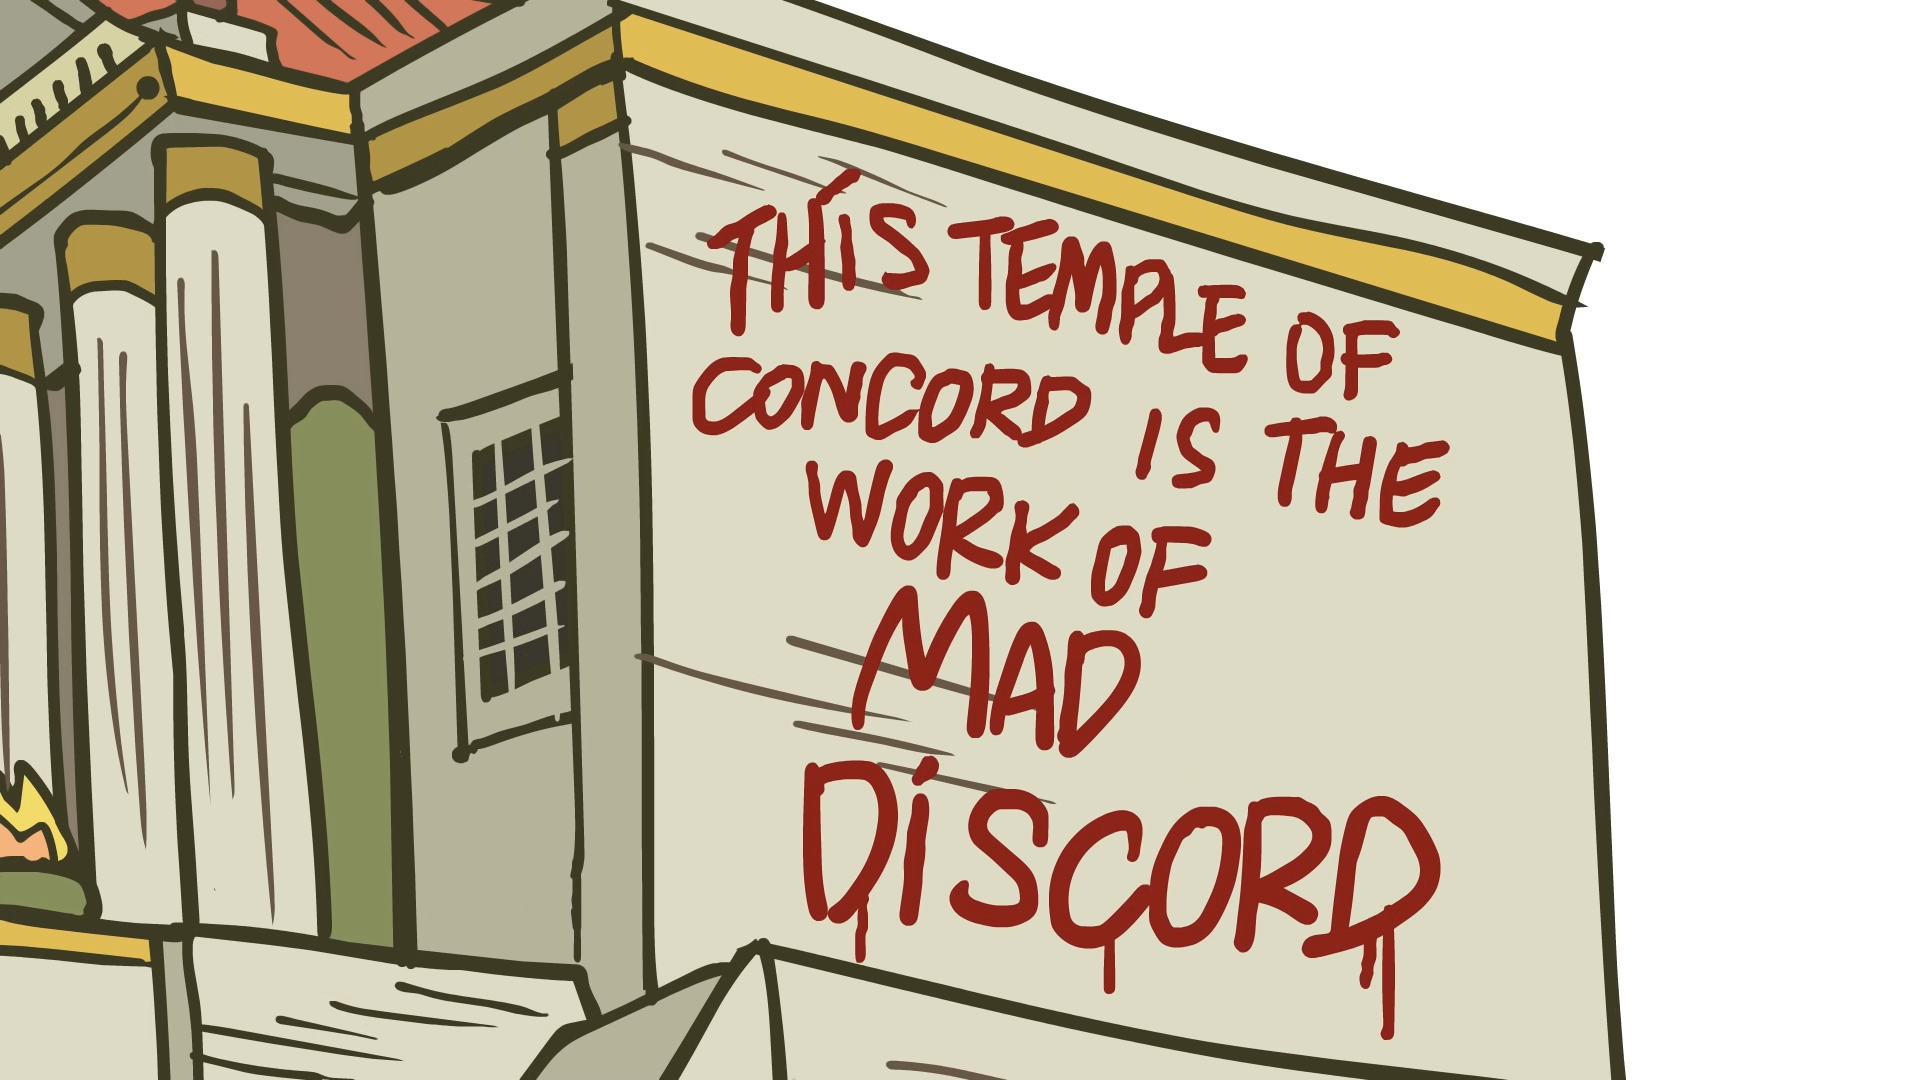 THIS TEMPLE OF
CONCORD IS THE
WORK OF
MAD
DISCORD